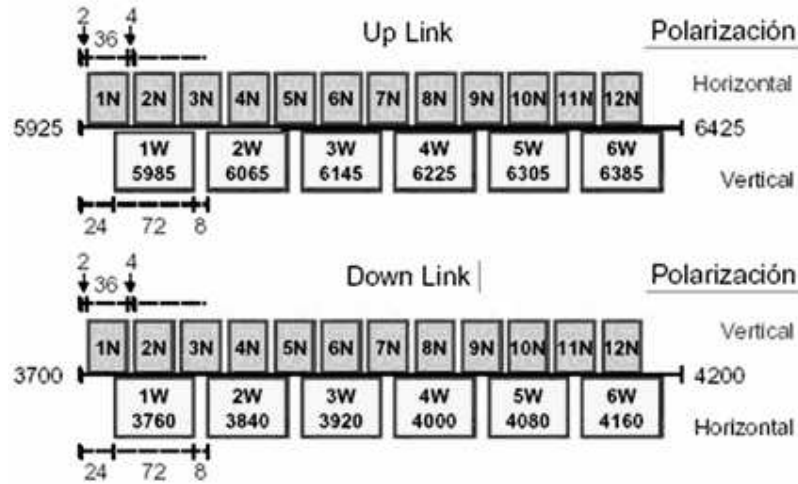 2 4
36
Up Link
Polarización
1N 2N 3N 4N 5N 6N 7N 8N 9N 10N 11N 12N
Horizontal
5925
6425
1W 2W 3W 4W 5W 6W
5985 6065 6145 6225 6305 6385
Vertical
24 72 8
2 4
36
Down Link
Polarización
1N 2N 3N 4N 5N 6N 7N 8N 9N 10N 11N 12N
Vertical
3700
4200
1W 2W 3W 4W 5W 6W
3760 3840 3920 4000 4080 4160
Horizontal
24 72 8